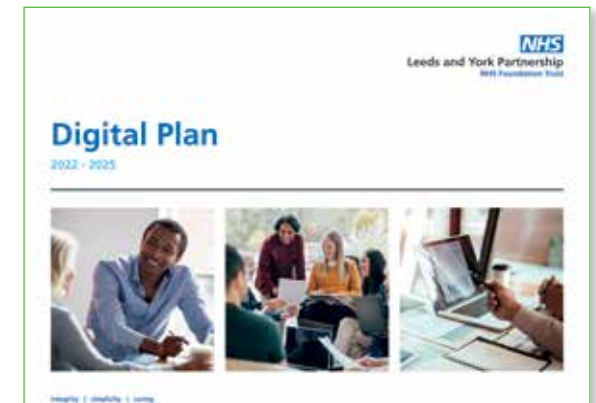 NHS
Leeds and York Partnership
NHS Foundation Trust
Digital Plan
2022 - 2025
integrity | simplicity | caring